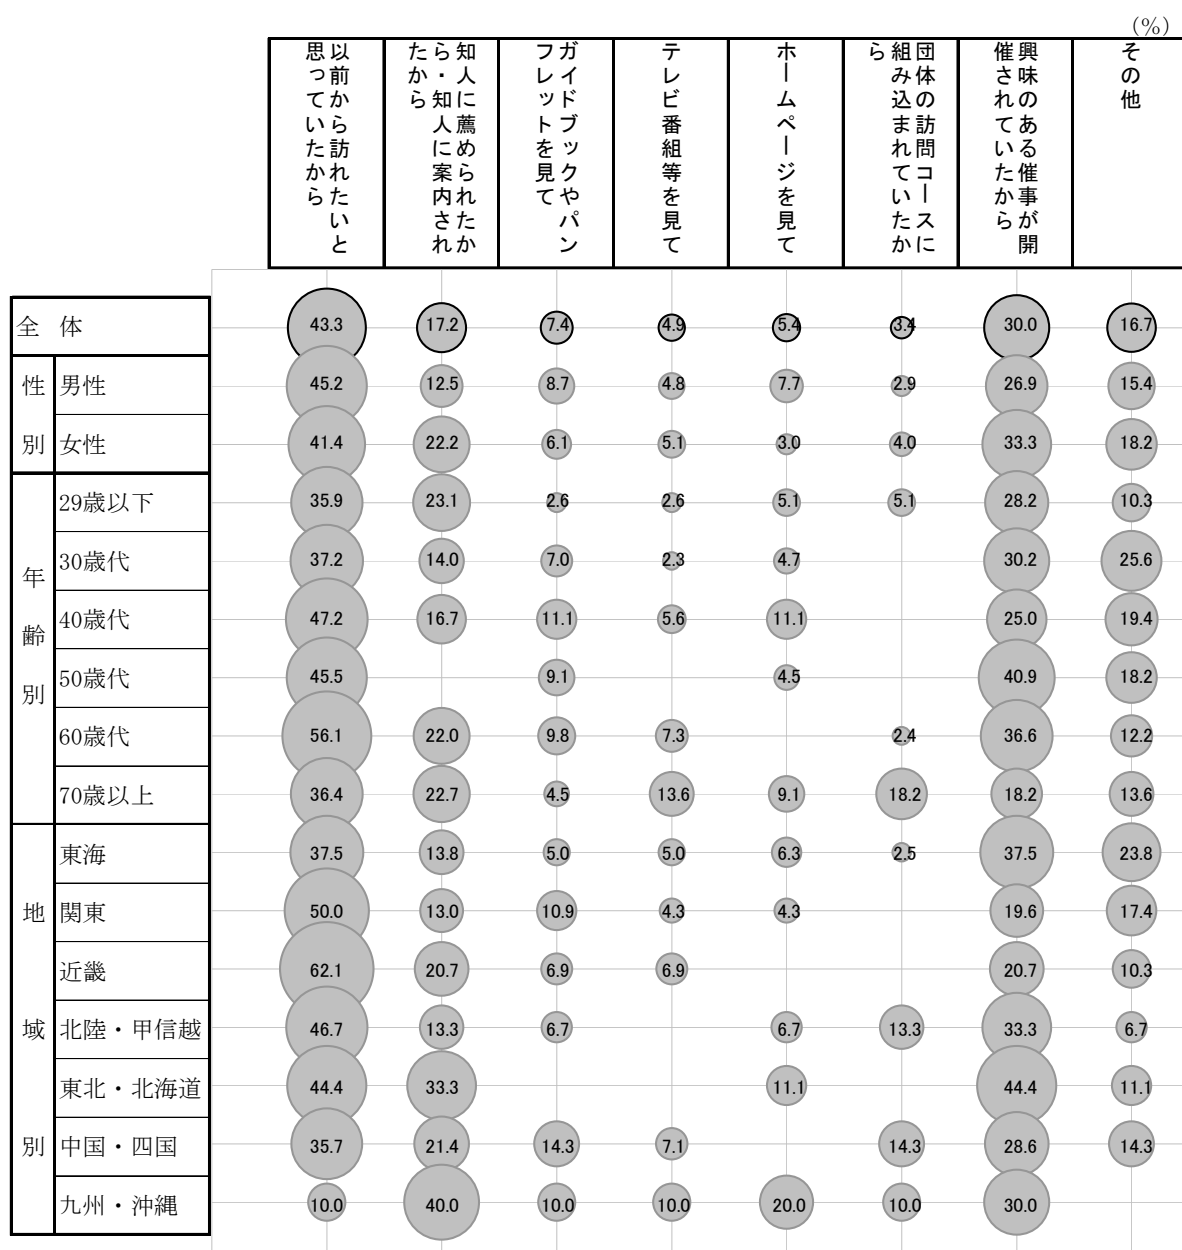 (％)
以前から訪れたいと
思っていたから
知人に薦められたか
ら・知人に案内され
たから
ガイドブックやパン
フレットを見て
テレビ番組等を見て
ホームページを見て
団体の訪問コースに
組み込まれていたか
ら
興味のある催事が開
催されていたから
その他
全 体 43.3 17.2 7.4 4.9 5.4 3.4 30.0 16.7
性別
男性 45.2 12.5 8.7 4.8 7.7 2.9 26.9 15.4
女性 41.4 22.2 6.1 5.1 3.0 4.0 33.3 18.2
年齢別
29歳以下 35.9 23.1 2.6 2.6 5.1 5.1 28.2 10.3
30歳代 37.2 14.0 7.0 2.3 4.7 30.2 25.6
40歳代 47.2 16.7 11.1 5.6 11.1 25.0 19.4
50歳代 45.5 9.1 4.5 40.9 18.2
60歳代 56.1 22.0 9.8 7.3 2.4 36.6 12.2
70歳以上 36.4 22.7 4.5 13.6 9.1 18.2 18.2 13.6
地域別
東海 37.5 13.8 5.0 5.0 6.3 2.5 37.5 23.8
関東 50.0 13.0 10.9 4.3 4.3 19.6 17.4
近畿 62.1 20.7 6.9 6.9 20.7 10.3
北陸・甲信越 46.7 13.3 6.7 6.7 13.3 33.3 6.7
東北・北海道 44.4 33.3 11.1 44.4 11.1
中国・四国 35.7 21.4 14.3 7.1 14.3 28.6 14.3
九州・沖縄 10.0 40.0 10.0 10.0 20.0 10.0 30.0